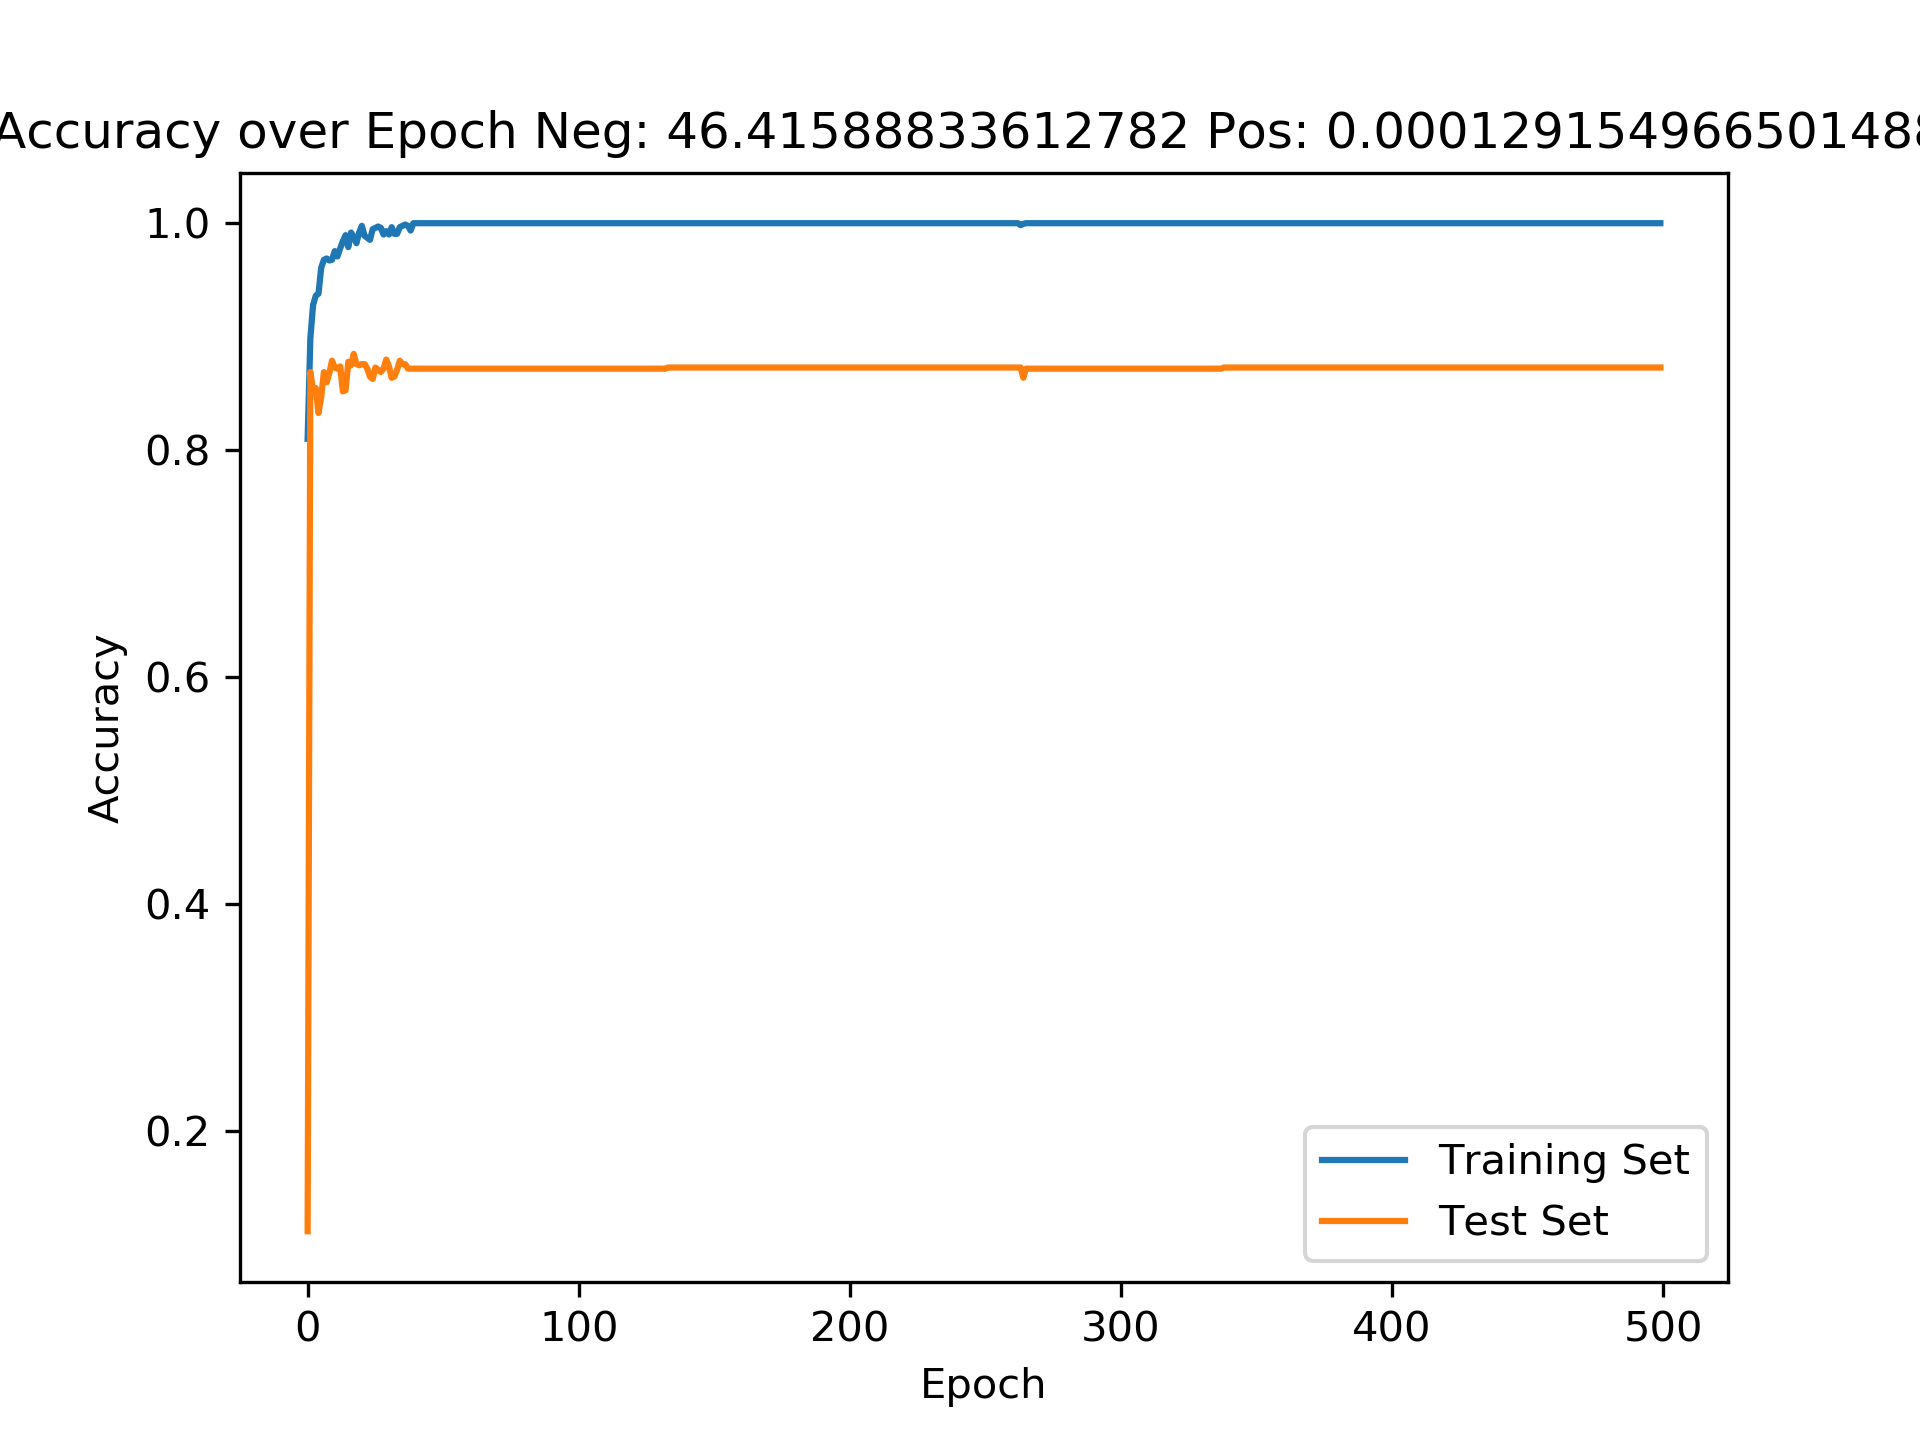 Accuracy over Epoch Neg: 46.41588833612782 Pos: 0.000129154966501488
1.0
0.8
0.6
0.4
0.2
Accuracy
Training Set
Test Set
0 100 200 300 400 500
Epoch